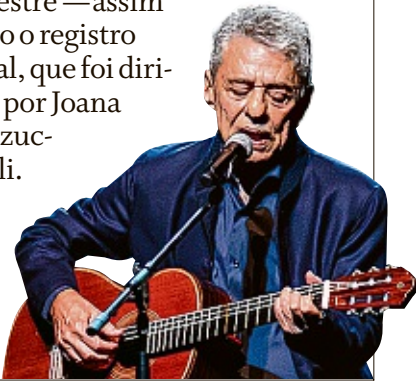 estre —assim
o o registro
al, que foi diri-
por Joana
zuc-
li.